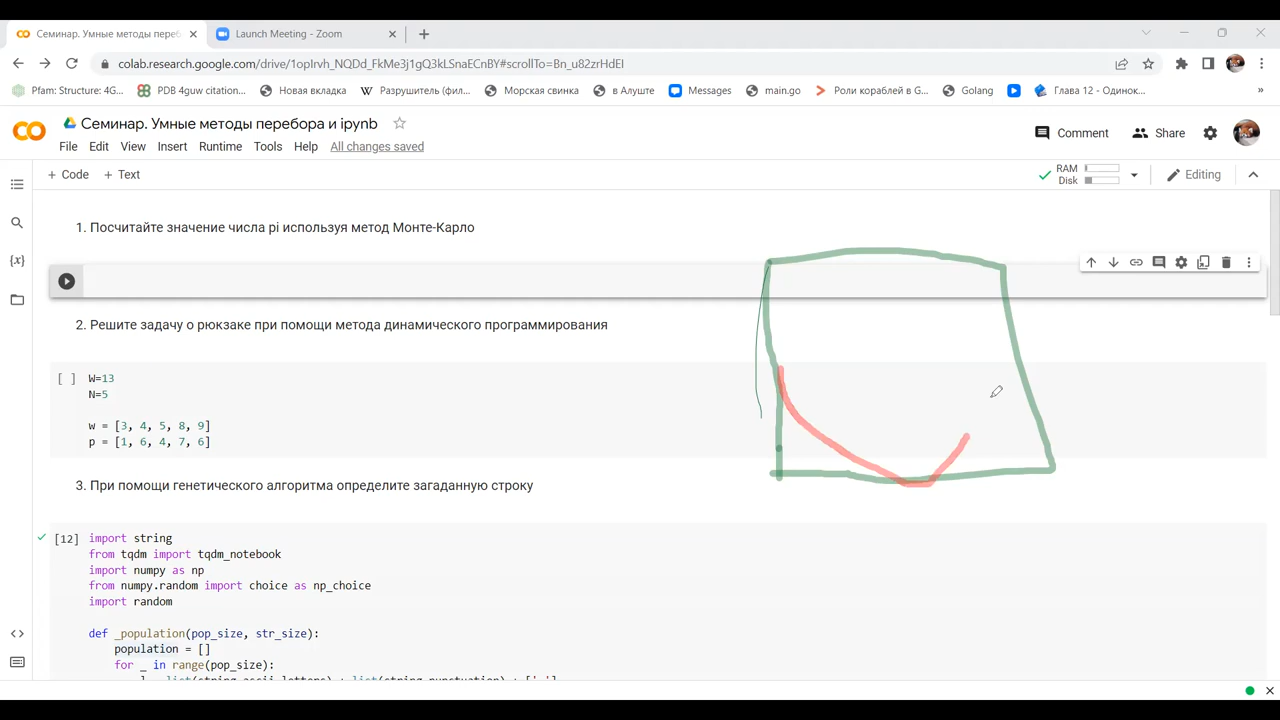 Семинар. Умные методы переб
Launch Meeting - Zoom
colab.research.google.com/drive/1opIrvh_NQDd_FkMe3j1gQ3kLSnaECnBY#scrollTo=Bn_u82zrHdEI
Pfam: Structure: 4G...
PDB 4guw citation...
Новая вкладка
Разрушитель (фил...
Морская свинка
в Алуште
Messages
main.go
Роли кораблей в G...
Golang
Глава 12 - Одинок...
Семинар. Умные методы перебора и ipynb
Comment
Share
File Edit View Insert Runtime Tools Help All changes saved
+ Code + Text
RAM
Disk
Editing
1. Посчитайте значение числа pi используя метод Монте-Карло
2. Решите задачу о рюкзаке при помощи метода динамического программирования
[ ] W=13
N=5
w = [3, 4, 5, 8, 9]
p = [1, 6, 4, 7, 6]
3. При помощи генетического алгоритма определите загаданную строку
[12] import string
from tqdm import tqdm_notebook
import numpy as np
from numpy.random import choice as np_choice
import random
def _population(pop_size, str_size):
population = []
for _ in range(pop_size):